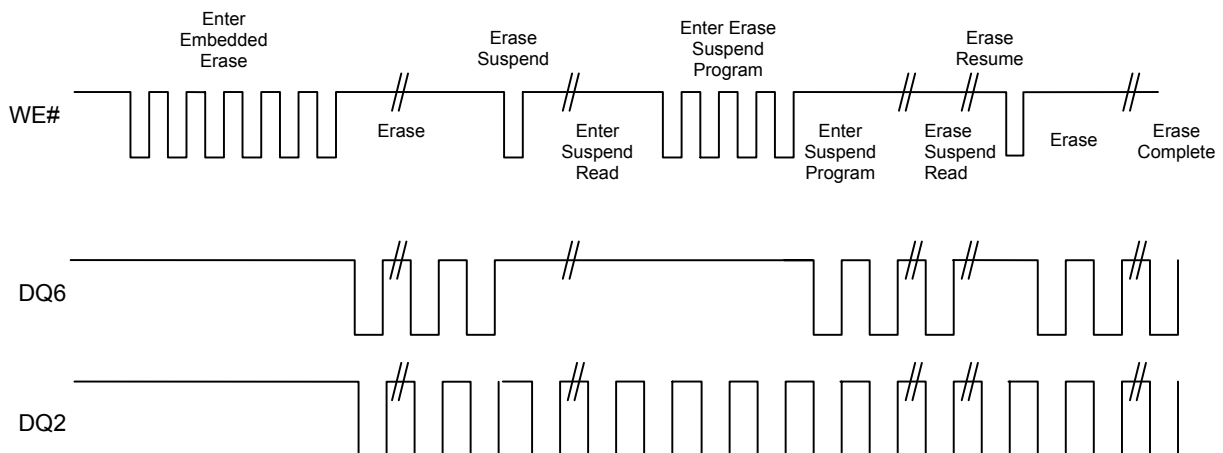 Enter
Embedded
Erase
Erase
Suspend
Enter Erase
Suspend
Program
Erase
Resume
WE#
Erase
Enter
Suspend
Read
Enter
Suspend
Program
Erase
Suspend
Read
Erase
Erase
Complete
DQ6
DQ2